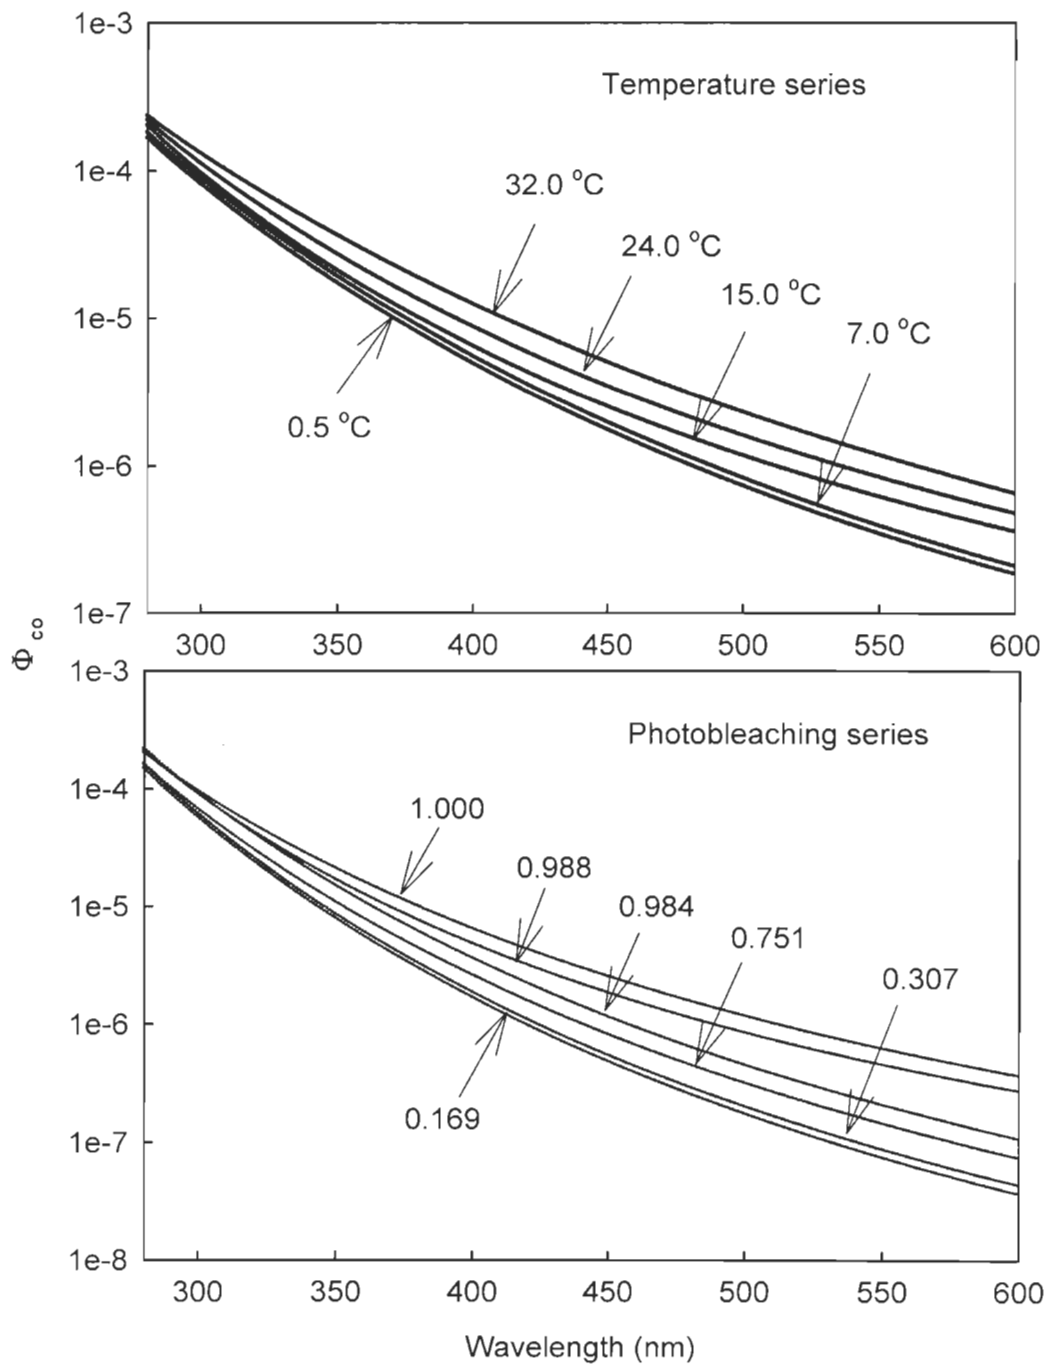 1e-3
Temperature series
1e-4
32.0 °C
24.0 °C
15.0 °C
7.0 °C
1e-5
0.5 °C
1e-6
1e-7
300 350 400 450 500 550 600
Φco
1e-3
Photobleaching series
1e-4
1.000
0.988
0.984
0.751
0.307
1e-5
1e-6
0.169
1e-7
1e-8
300 350 400 450 500 550 600
Wavelength (nm)